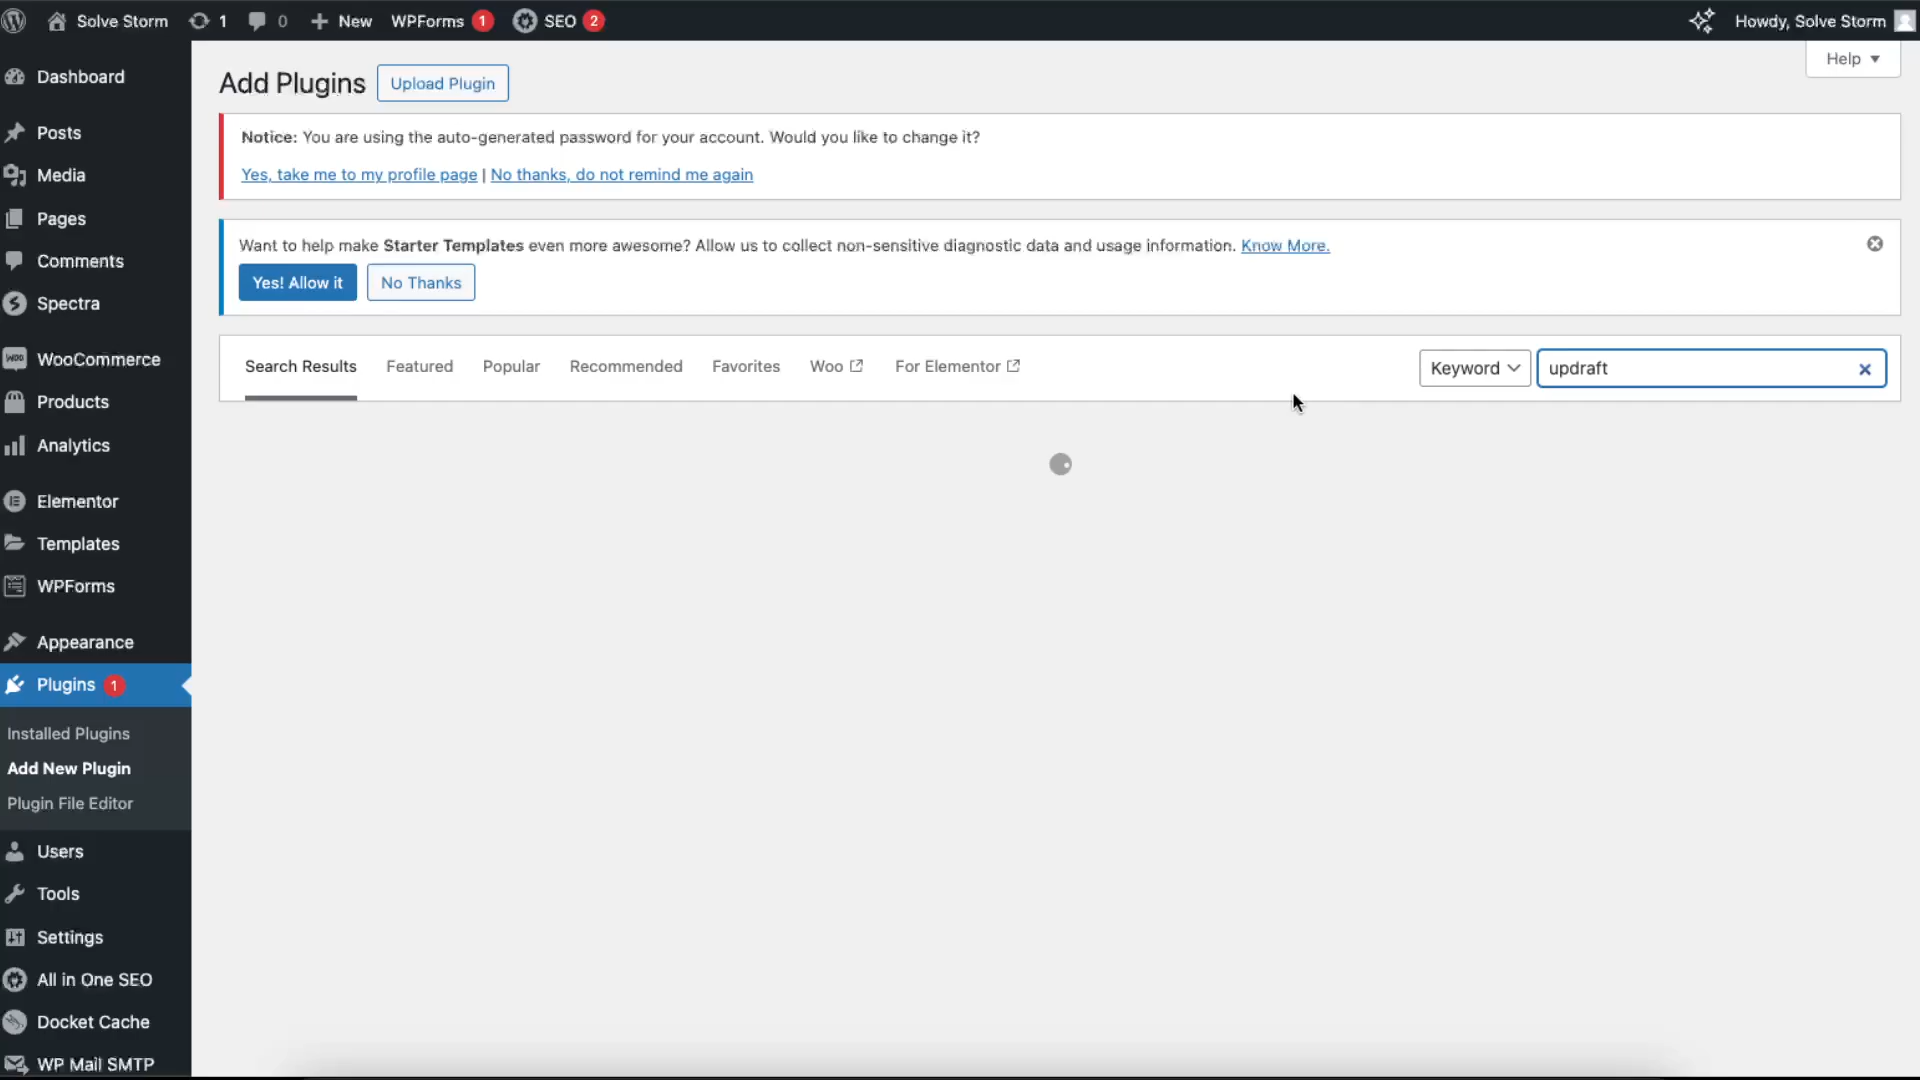 Solve Storm 1 0 New WPForms 1 SEO 2 Howdy, Solve Storm
Dashboard
Posts
Media
Pages
Comments
Spectra
WooCommerce
Products
Analytics
Elementor
Templates
WPForms
Appearance
Plugins 1
Installed Plugins
Add New Plugin
Plugin File Editor
Users
Tools
Settings
All in One SEO
Docket Cache
WP Mail SMTP
Help
Add Plugins Upload Plugin
Notice: You are using the auto-generated password for your account. Would you like to change it?
Yes, take me to my profile page | No thanks, do not remind me again
Want to help make Starter Templates even more awesome? Allow us to collect non-sensitive diagnostic data and usage information. Know More.
Yes! Allow it No Thanks
Search Results Featured Popular Recommended Favorites Woo For Elementor Keyword updraft